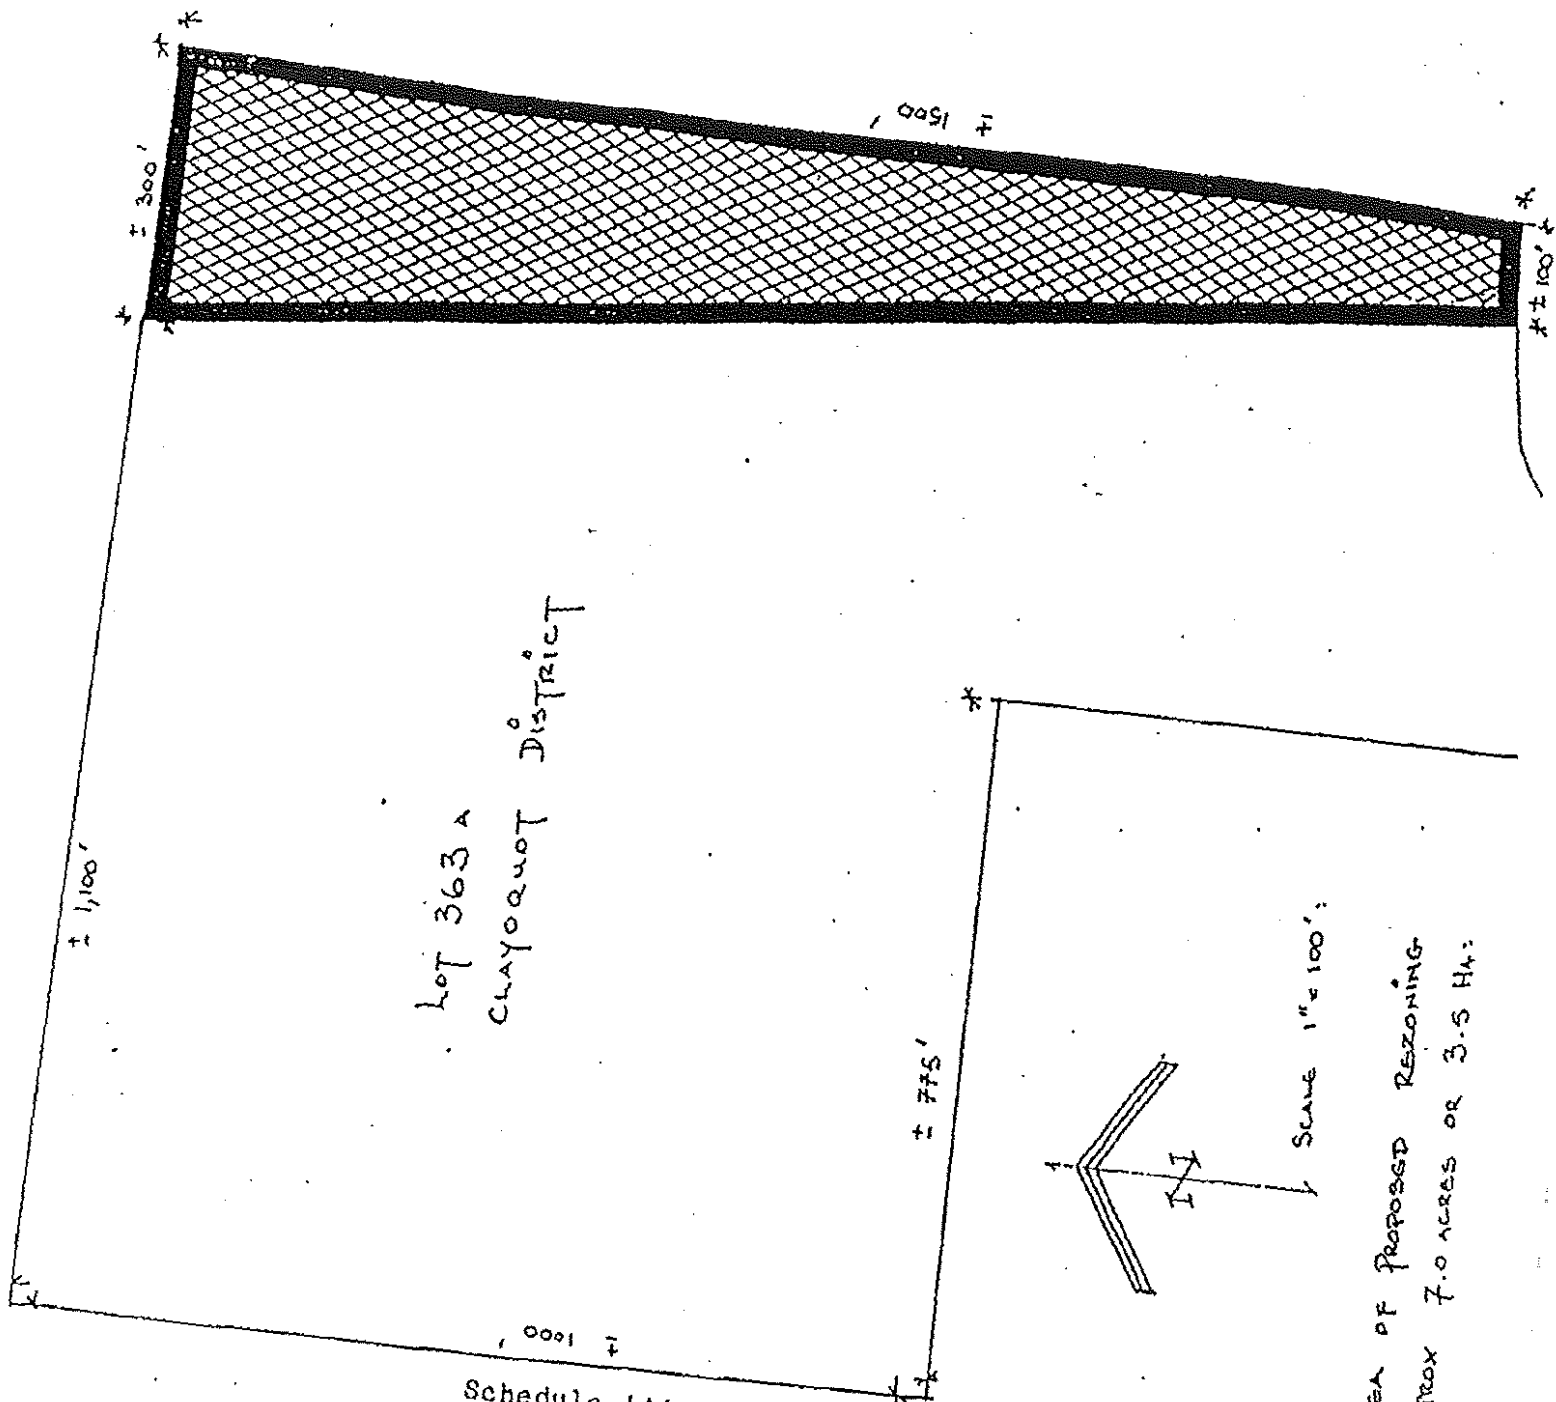 ± 300'
± 1500'
± 100'
± 1,100'
LOT 363 A
CLAYOQUOT DISTRICT
± 775'
± 1000'
N
SCALE 1" = 100'
OF PROPOSED REZONING
7.0 ACRES OR 3.5 HA.
Schedule